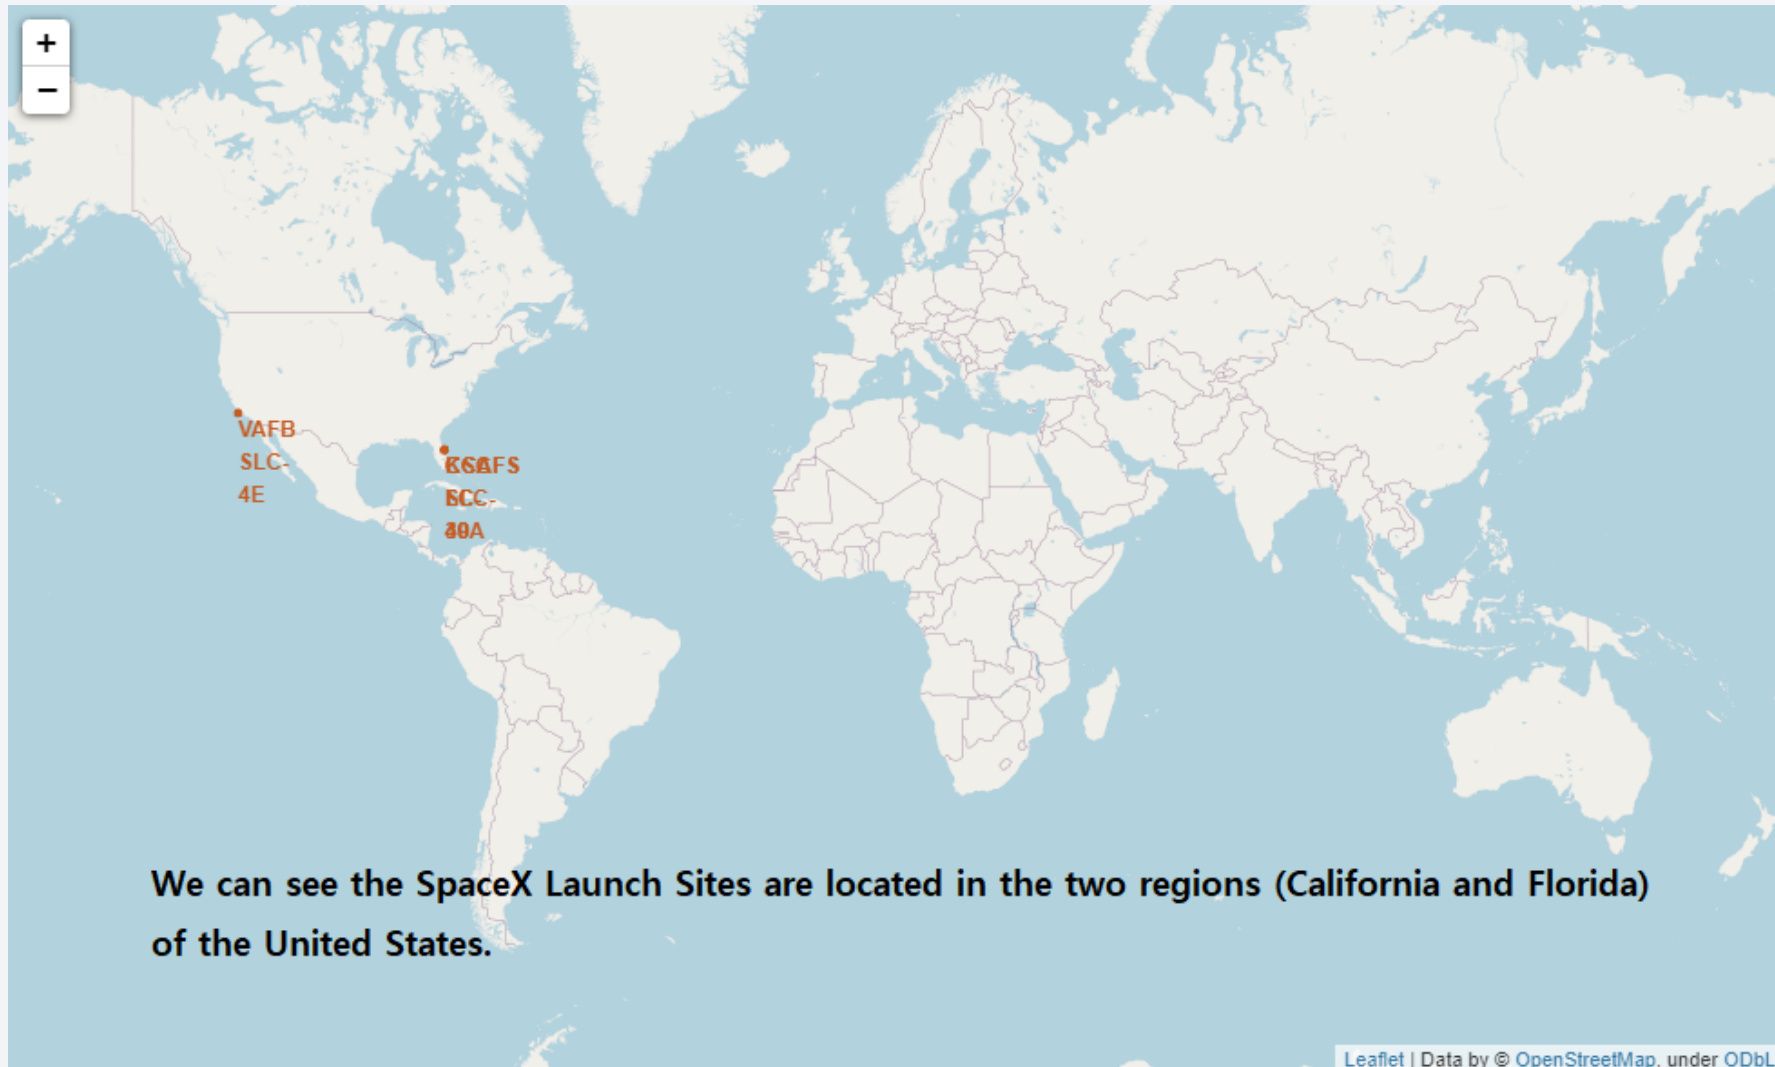 +
−
VAFB
SLC-
4E
We can see the SpaceX Launch Sites are located in the two regions (California and Florida)
of the United States.
Leaflet | Data by © OpenStreetMap, under ODbL